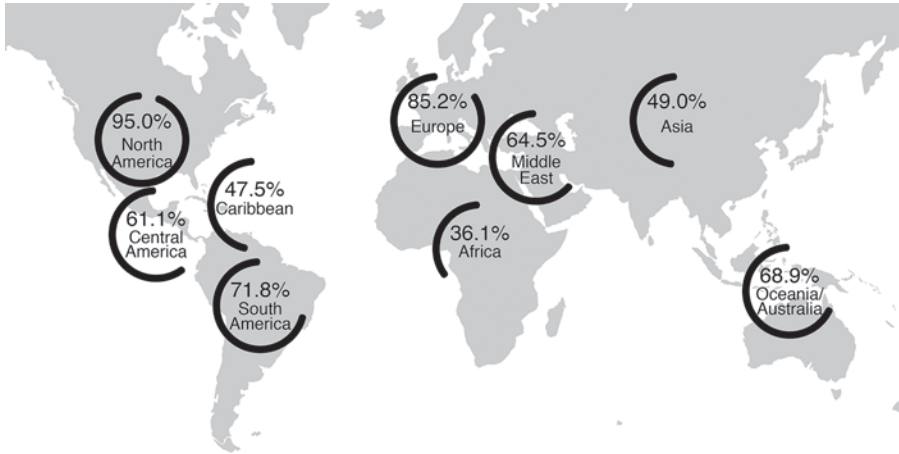 95.0%
North
America
61.1%
Central
America
47.5%
Caribbean
71.8%
South
America
85.2%
Europe
64.5%
Middle
East
36.1%
Africa
49.0%
Asia
68.9%
Oceania/
Australia